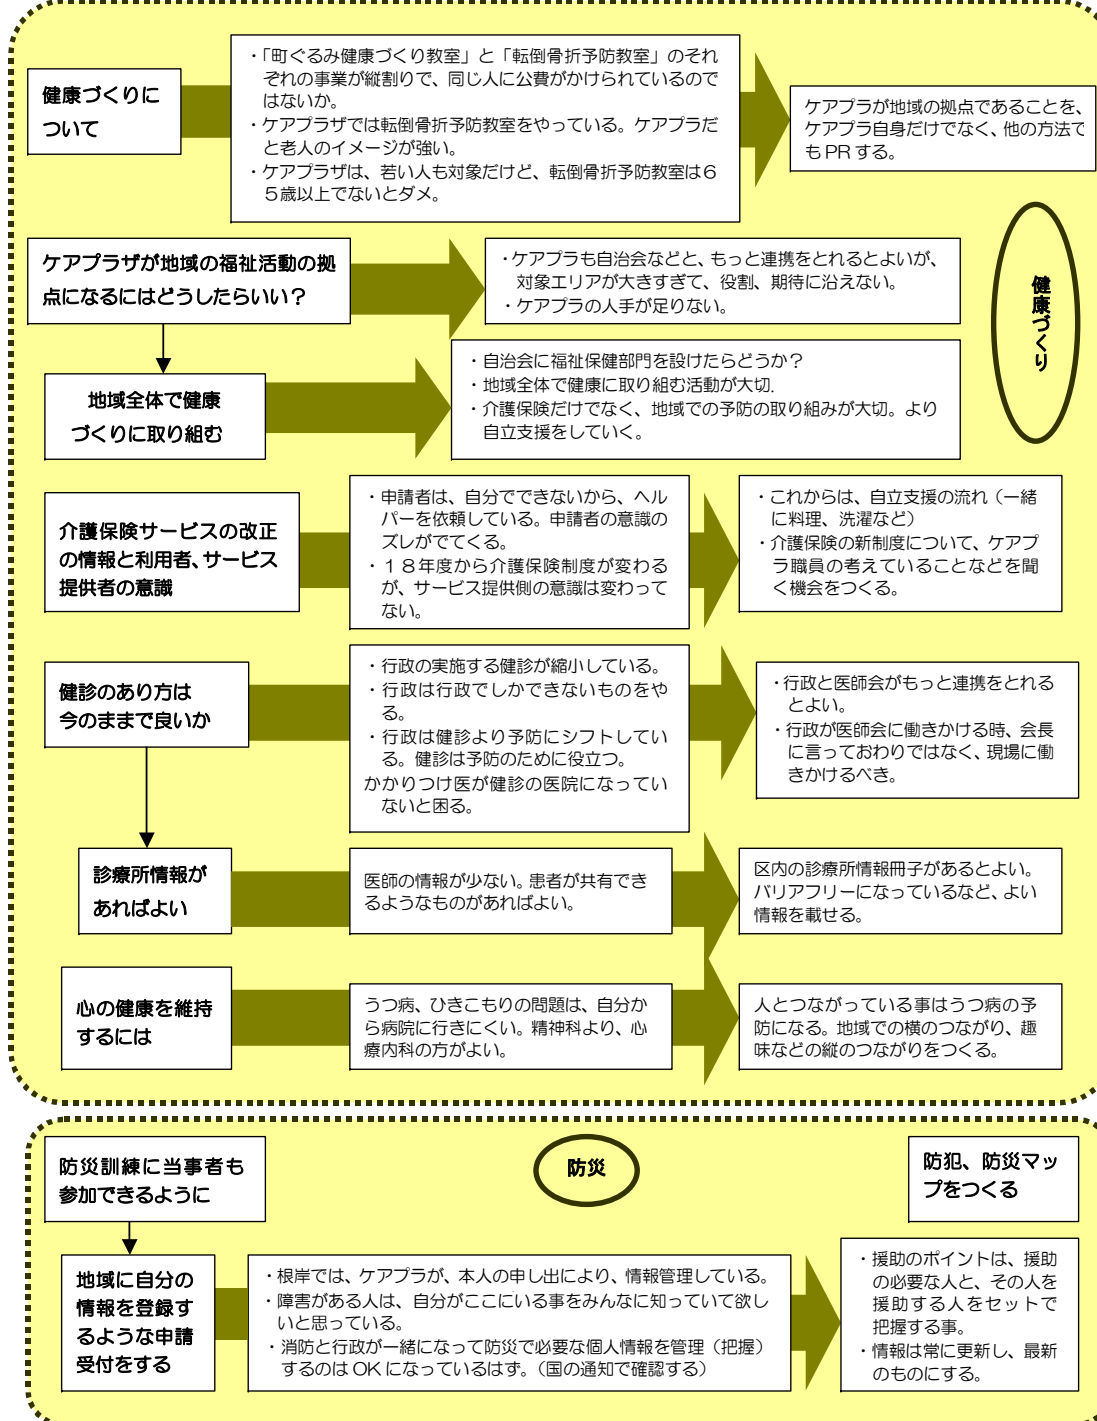 健康づくりに
ついて
・「町ぐるみ健康づくり教室」と「転倒骨折予防教室」のそれ
ぞれの事業が縦割りで、同じ人に公費がかけられているので
はないか。
・ケアプラザでは転倒骨折予防教室をやっている。ケアプラだ
と老人のイメージが強い。
・ケアプラザは、若い人も対象だけど、転倒骨折予防教室は６
５歳以上でないとダメ。
ケアプラが地域の拠点であることを、
ケアプラ自身だけでなく、他の方法で
も PR する。
健康づくり
ケアプラザが地域の福祉活動の拠
点になるにはどうしたらいい？
・ケアプラも自治会などと、もっと連携をとれるとよいが、
対象エリアが大きすぎて、役割、期待に沿えない。
・ケアプラの人手が足りない。
地域全体で健康
づくりに取り組む
・自治会に福祉保健部門を設けたらどうか？
・地域全体で健康に取り組む活動が大切.
・介護保険だけでなく、地域での予防の取り組みが大切。より
自立支援をしていく。
介護保険サービスの改正
の情報と利用者、サービス
提供者の意識
・申請者は、自分でできないから、ヘル
パーを依頼している。申請者の意識の
ズレがでてくる。
・１８年度から介護保険制度が変わる
が、サービス提供側の意識は変わって
ない。
・これからは、自立支援の流れ（一緒
に料理、洗濯など）
・介護保険の新制度について、ケアプ
ラ職員の考えていることなどを聞
く機会をつくる。
健診のあり方は
今のままで良いか
・行政の実施する健診が縮小している。
・行政は行政でしかできないものをや
る。
・行政は健診より予防にシフトしてい
る。健診は予防のために役立つ。
かかりつけ医が健診の医院になってい
ないと困る。
・行政と医師会がもっと連携をとれる
とよい。
・行政が医師会に働きかける時、会長
に言っておわりではなく、現場に働
きかけるべき。
診療所情報が
あればよい
医師の情報が少ない。患者が共有でき
るようなものがあればよい。
区内の診療所情報冊子があるとよい。
バリアフリーになっているなど、よい
情報を載せる。
心の健康を維持
するには
うつ病、ひきこもりの問題は、自分か
ら病院に行きにくい。精神科より、心
療内科の方がよい。
人とつながっている事はうつ病の予
防になる。地域での横のつながり、趣
味などの縦のつながりをつくる。
防災訓練に当事者も
参加できるように
防災
防犯、防災マッ
プをつくる
地域に自分の
情報を登録す
るような申請
受付をする
・根岸では、ケアプラが、本人の申し出により、情報管理している。
・障害がある人は、自分がここにいる事をみんなに知っていて欲し
いと思っている。
・消防と行政が一緒になって防災で必要な個人情報を管理（把握）
するのは OK になっているはず。（国の通知で確認する）
・援助のポイントは、援助
の必要な人と、その人を
援助する人をセットで
把握する事。
・情報は常に更新し、最新
のものにする。